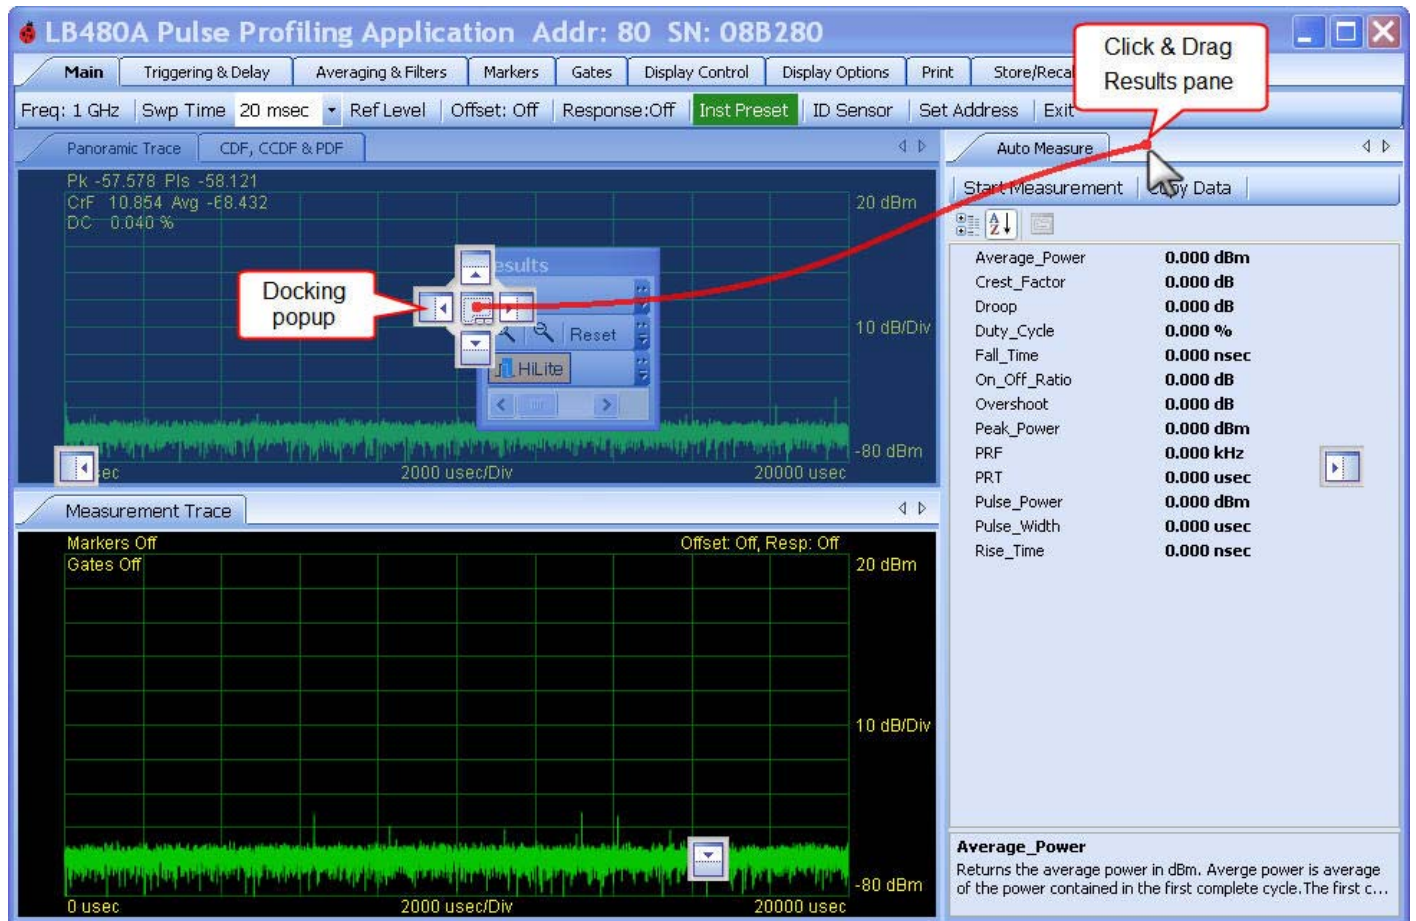 LB480A Pulse Profiling Application Addr: 80 SN: 08B280
Click & Drag
Results pane
Main Triggering & Delay Averaging & Filters Markers Gates Display Control Display Options Print Store/Recal
Freq: 1 GHz Swp Time 20 msec Ref Level Offset: Off Response:Off Inst Preset ID Sensor Set Address Exit
Panoramic Trace CDF, CCDF & PDF
Pk -57.578 Pls -58.121
CrF 10.854 Avg -68.432
DC 0.040 %
20 dBm
esults
Docking
popup
Reset
10 dB/Div
HiLite
-80 dBm
sec 2000 usec/Div 20000 usec
Measurement Trace
Markers Off Offset: Off, Resp: Off
Gates Off 20 dBm
10 dB/Div
-80 dBm
0 usec 2000 usec/Div 20000 usec
Auto Measure
Start Measurement Copy Data
Average_Power 0.000 dBm
Crest_Factor 0.000 dB
Droop 0.000 dB
Duty_Cycle 0.000 %
Fall_Time 0.000 nsec
On_Off_Ratio 0.000 dB
Overshoot 0.000 dB
Peak_Power 0.000 dBm
PRF 0.000 kHz
PRT 0.000 usec
Pulse_Power 0.000 dBm
Pulse_Width 0.000 usec
Rise_Time 0.000 nsec
Average_Power
Returns the average power in dBm. Averge power is average
of the power contained in the first complete cycle.The first c...